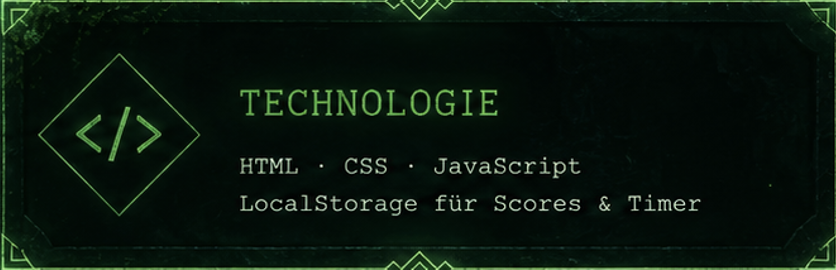 </>
TECHNOLOGIE
HTML · CSS · JavaScript
LocalStorage für Scores & Timer